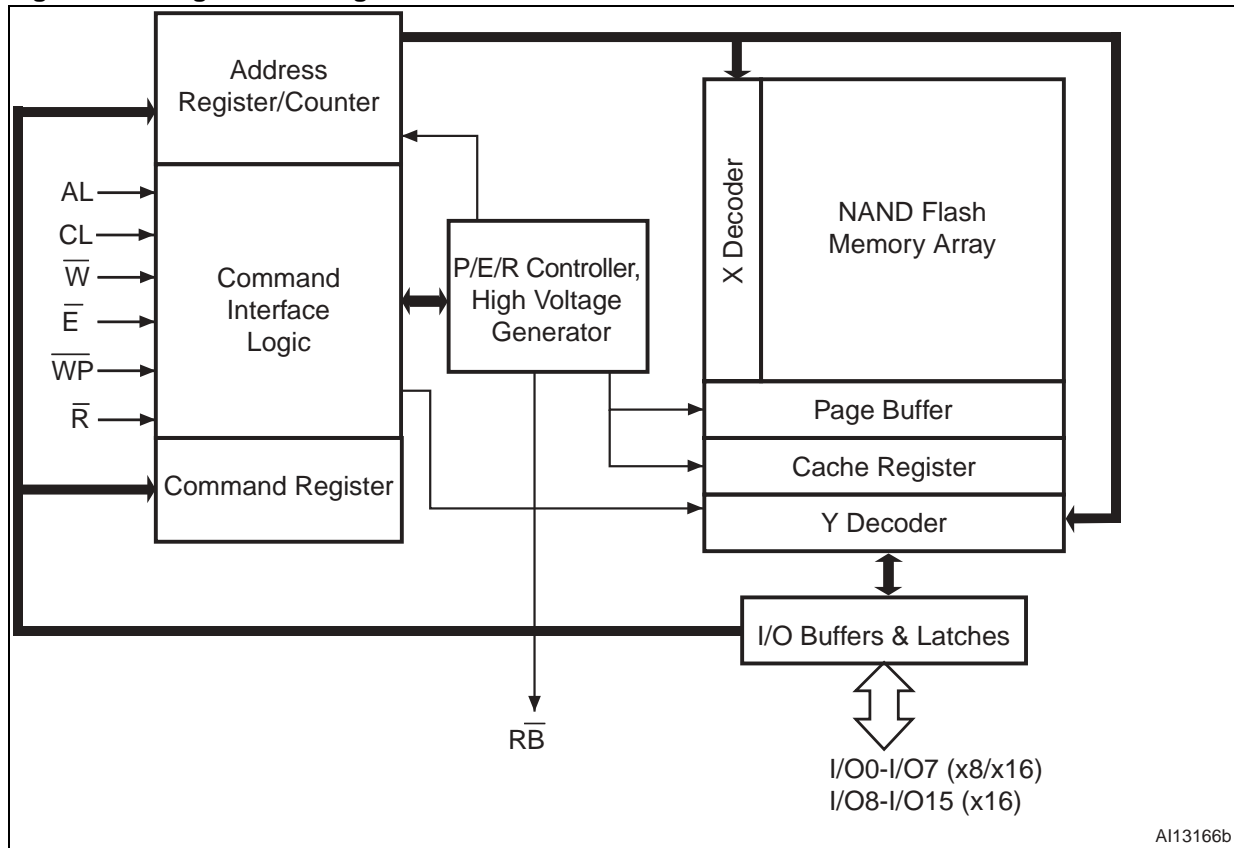 Address
Register/Counter
AL
CL
W̅
E̅
W̅P̅
R̅
Command
Interface
Logic
Command Register
P/E/R Controller,
High Voltage
Generator
RB̅
X Decoder
NAND Flash
Memory Array
Page Buffer
Cache Register
Y Decoder
I/O Buffers & Latches
I/O0-I/O7 (x8/x16)
I/O8-I/O15 (x16)
AI13166b